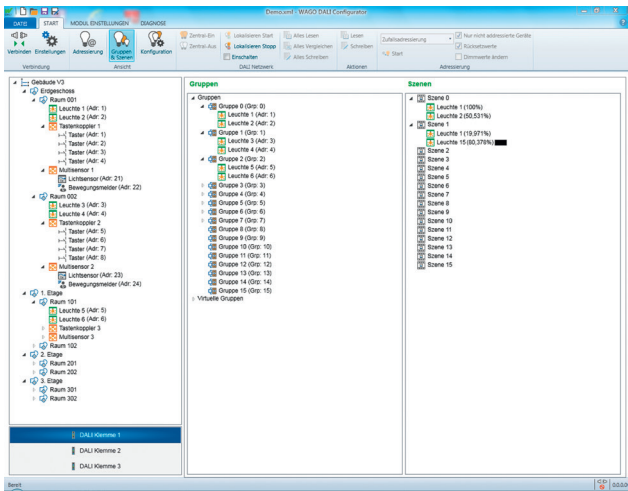 Demo.xml - WAGO DALI Configurator
DATEI START MODUL EINSTELLUNGEN DIAGNOSE
Verbinden Einstellungen
Verbindung
Adressierung Gruppen & Szenen Konfiguration
Ansicht
Zentral-Ein Lokalisieren Start Alles Lesen
Zentral-Aus Lokalisieren Stopp Alles Vergleichen
Einschalten Alles Schreiben
DALI Netzwerk
Lesen
Schreiben
Aktionen
Zufallsadressierung Nur nicht adressierte Geräte
Rücksetzwerte
Start Dimmwerte ändern
Adressierung
Gebäude V3
Erdgeschoss
Raum 001
Leuchte 1 (Adr: 1)
Leuchte 2 (Adr: 2)
Tastenkoppler 1
Taster (Adr: 1)
Taster (Adr: 2)
Taster (Adr: 3)
Taster (Adr: 4)
Multisensor 1
Lichtsensor (Adr: 21)
Bewegungsmelder (Adr: 22)
Raum 002
Leuchte 3 (Adr: 3)
Leuchte 4 (Adr: 4)
Tastenkoppler 2
Taster (Adr: 5)
Taster (Adr: 6)
Taster (Adr: 7)
Taster (Adr: 8)
Multisensor 2
Lichtsensor (Adr: 23)
Bewegungsmelder (Adr: 24)
1. Etage
Raum 101
Leuchte 5 (Adr: 5)
Leuchte 6 (Adr: 6)
Tastenkoppler 3
Multisensor 3
Raum 102
2. Etage
Raum 201
Raum 202
3. Etage
Raum 301
Raum 302
DALI Klemme 1
DALI Klemme 2
DALI Klemme 3
Gruppen
Gruppen
Gruppe 0 (Grp: 0)
Leuchte 1 (Adr: 1)
Leuchte 2 (Adr: 2)
Gruppe 1 (Grp: 1)
Leuchte 3 (Adr: 3)
Leuchte 4 (Adr: 4)
Gruppe 2 (Grp: 2)
Leuchte 5 (Adr: 5)
Leuchte 6 (Adr: 6)
Gruppe 3 (Grp: 3)
Gruppe 4 (Grp: 4)
Gruppe 5 (Grp: 5)
Gruppe 6 (Grp: 6)
Gruppe 7 (Grp: 7)
Gruppe 8 (Grp: 8)
Gruppe 9 (Grp: 9)
Gruppe 10 (Grp: 10)
Gruppe 11 (Grp: 11)
Gruppe 12 (Grp: 12)
Gruppe 13 (Grp: 13)
Gruppe 14 (Grp: 14)
Gruppe 15 (Grp: 15)
Virtuelle Gruppen
Szenen
Szene 0
Leuchte 1 (100%)
Leuchte 2 (50,531%)
Szene 1
Leuchte 1 (19,971%)
Leuchte 15 (80,378%)
Szene 2
Szene 3
Szene 4
Szene 5
Szene 6
Szene 7
Szene 8
Szene 9
Szene 10
Szene 11
Szene 12
Szene 13
Szene 14
Szene 15
Bereit